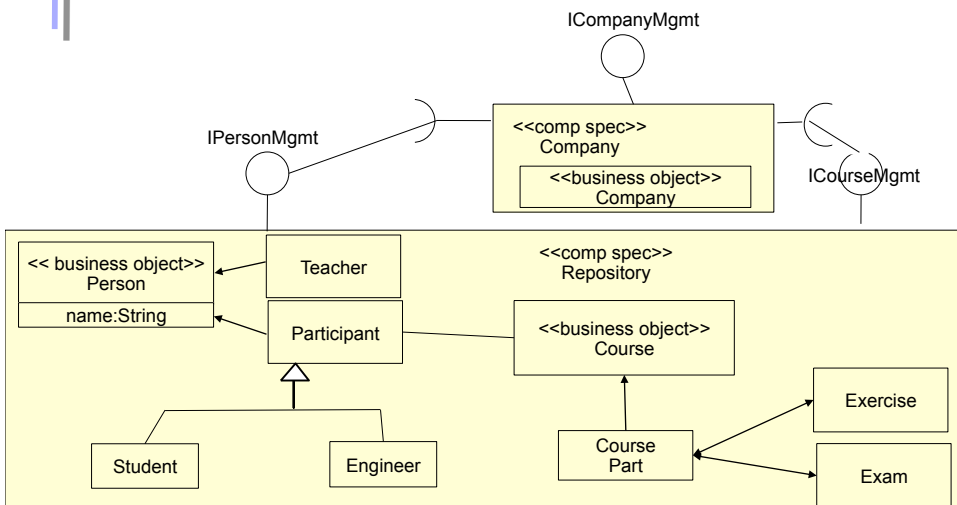 ICompanyMgmt
IPersonMgmt
<<comp spec>>
Company
<<business object>>
Company
ICourseMgmt
<< business object>>
Person
name:String
Teacher
<<comp spec>>
Repository
Participant
<<business object>>
Course
Student
Engineer
Course
Part
Exercise
Exam